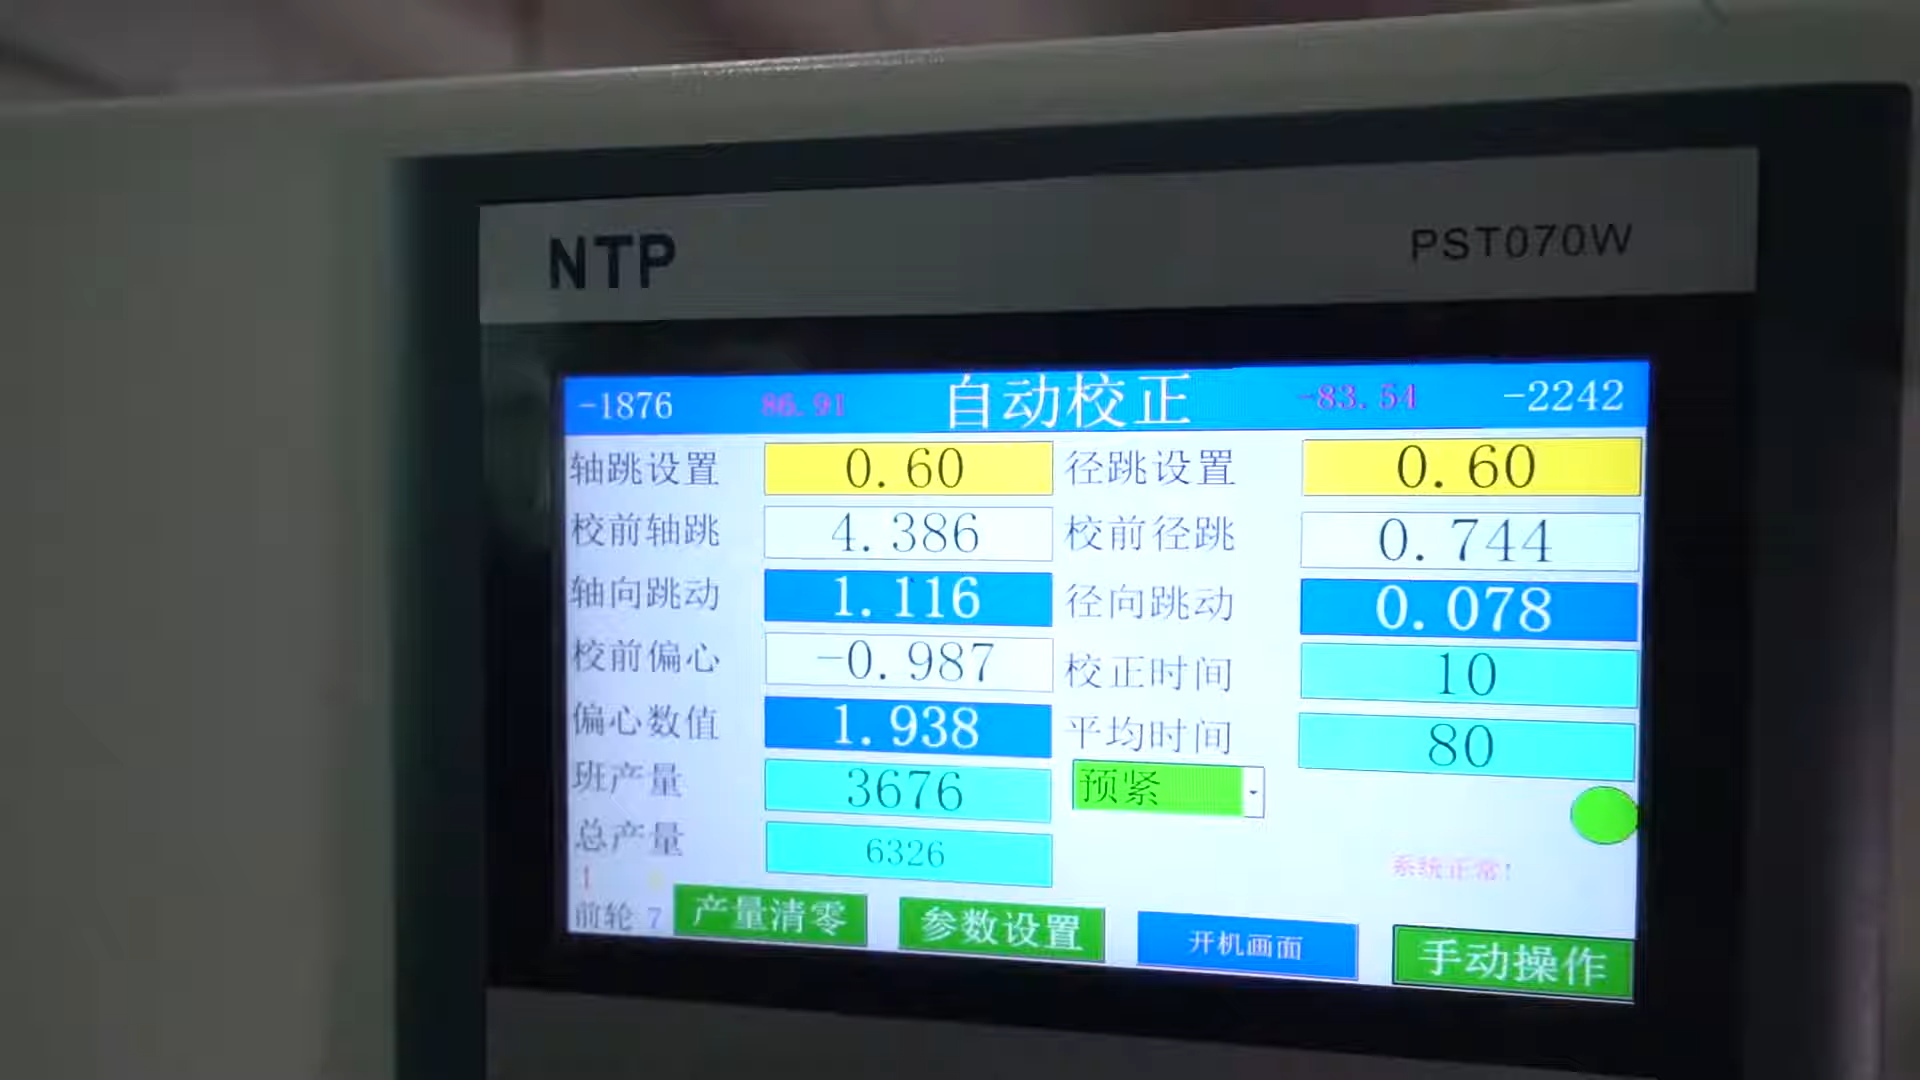 NTP PST070W
-1876 86.91 自动校正 -83.54 -2242
轴跳设置 0.60 径跳设置 0.60
校前轴跳 4.386 校前径跳 0.744
轴向跳动 1.116 径向跳动 0.078
校前偏心 -0.987 校正时间 10
偏心数值 1.938 平均时间 80
班产量 3676 预紧
总产量 6326
系统正常!
1
前轮 7 产量清零 参数设置 开机画面 手动操作